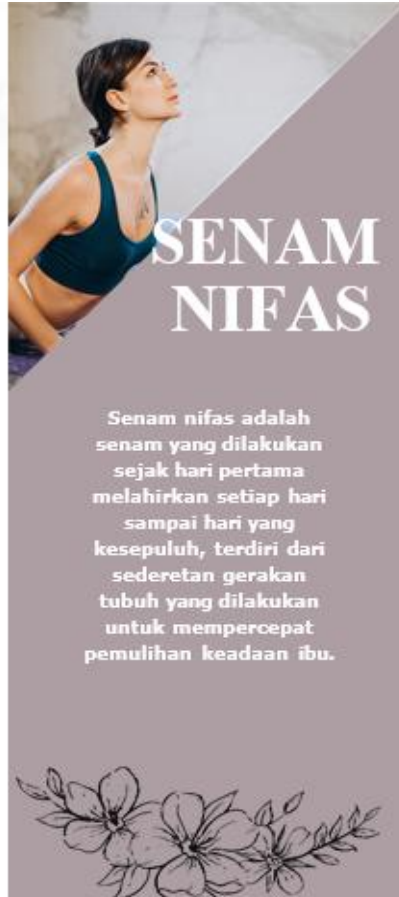 SENAM
NIFAS
Senam nifas adalah
senam yang dilakukan
sejak hari pertama
melahirkan setiap hari
sampai hari yang
kesepuluh, terdiri dari
sederetan gerakan
tubuh yang dilakukan
untuk mempercepat
pemulihan keadaan ibu.